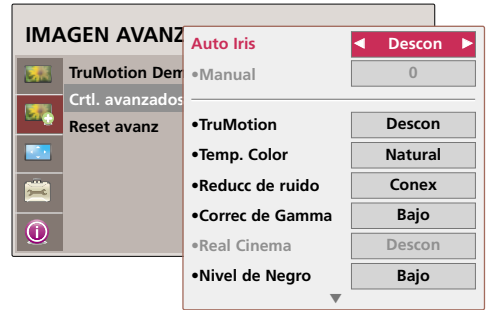 IMAGEN AVANZ
TruMotion Dem
Crtl. avanzados
Reset avanz
Auto Iris ◀ Descon ▶
•Manual 0
•TruMotion Descon
•Temp. Color Natural
•Reducc de ruido Conex
•Correc de Gamma Bajo
•Real Cinema Descon
•Nivel de Negro Bajo